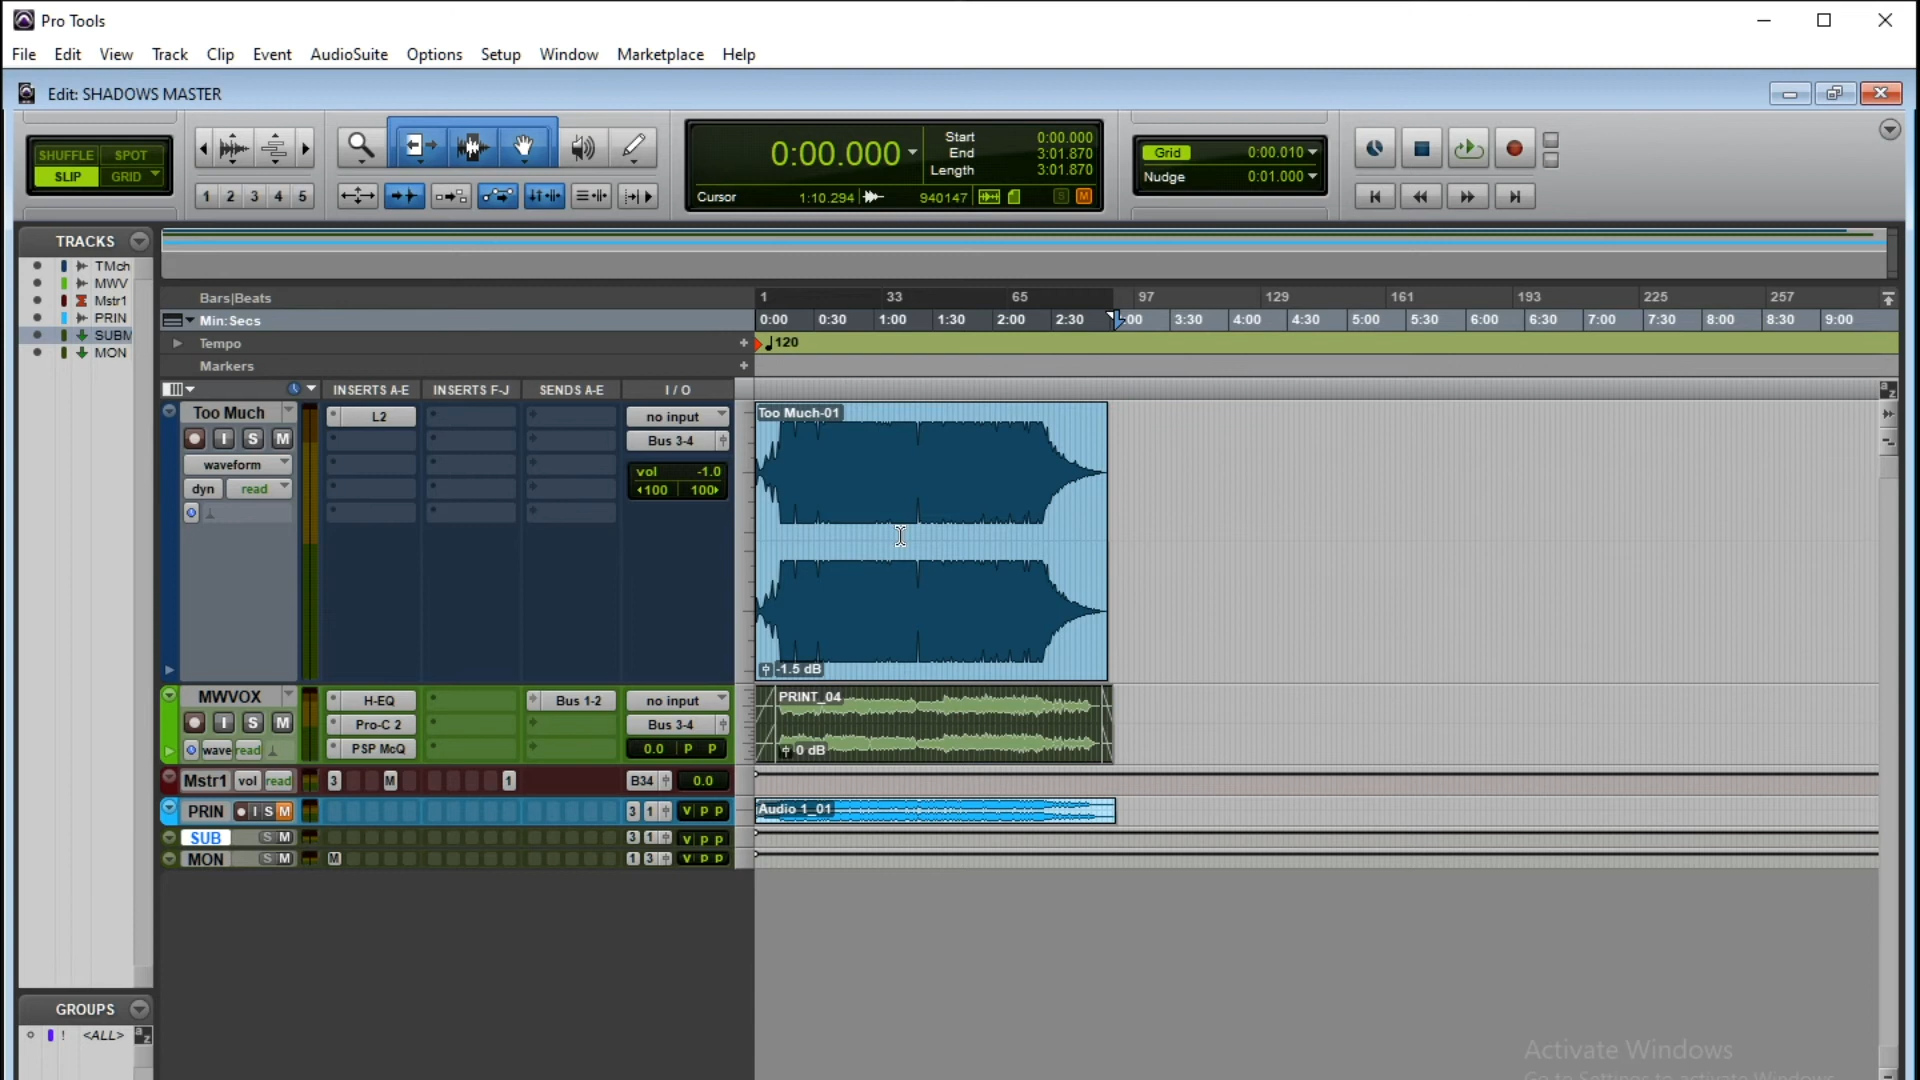 Pro Tools
File Edit View Track Clip Event AudioSuite Options Setup Window Marketplace Help
Edit: SHADOWS MASTER
SHUFFLE SPOT
SLIP GRID
1 2 3 4 5
0:00.000
Start 0:00.000
End 3:01.870
Length 3:01.870
Cursor 1:10.294 940147 S M
Grid 0:00.010
Nudge 0:01.000
TRACKS
TMch
MWV
Mstr1
PRIN
SUBM
MON
Bars|Beats 1 33 65 97 129 161 193 225 257
Min:Secs 0:00 0:30 1:00 1:30 2:00 2:30 :00 3:30 4:00 4:30 5:00 5:30 6:00 6:30 7:00 7:30 8:00 8:30 9:00
Tempo + 120
Markers +
INSERTS A-E INSERTS F-J SENDS A-E I / O
Too Much L2 no input
I S M Bus 3-4
waveform vol -1.0
dyn read 100 100
Too Much-01
-1.5 dB
MWVOX H-EQ Bus 1-2 no input
I S M Pro-C 2 Bus 3-4
wave read PSP McQ 0.0 P P
PRINT_04
0 dB
Mstr1 vol read 3 M 1 B34 0.0
PRIN I S M 3 1 V P P
Audio 1_01
SUB S M 3 1 V P P
MON S M M 1 3 V P P
GROUPS
! <ALL> a z
Activate Windows
Go to Settings to activate Windows.